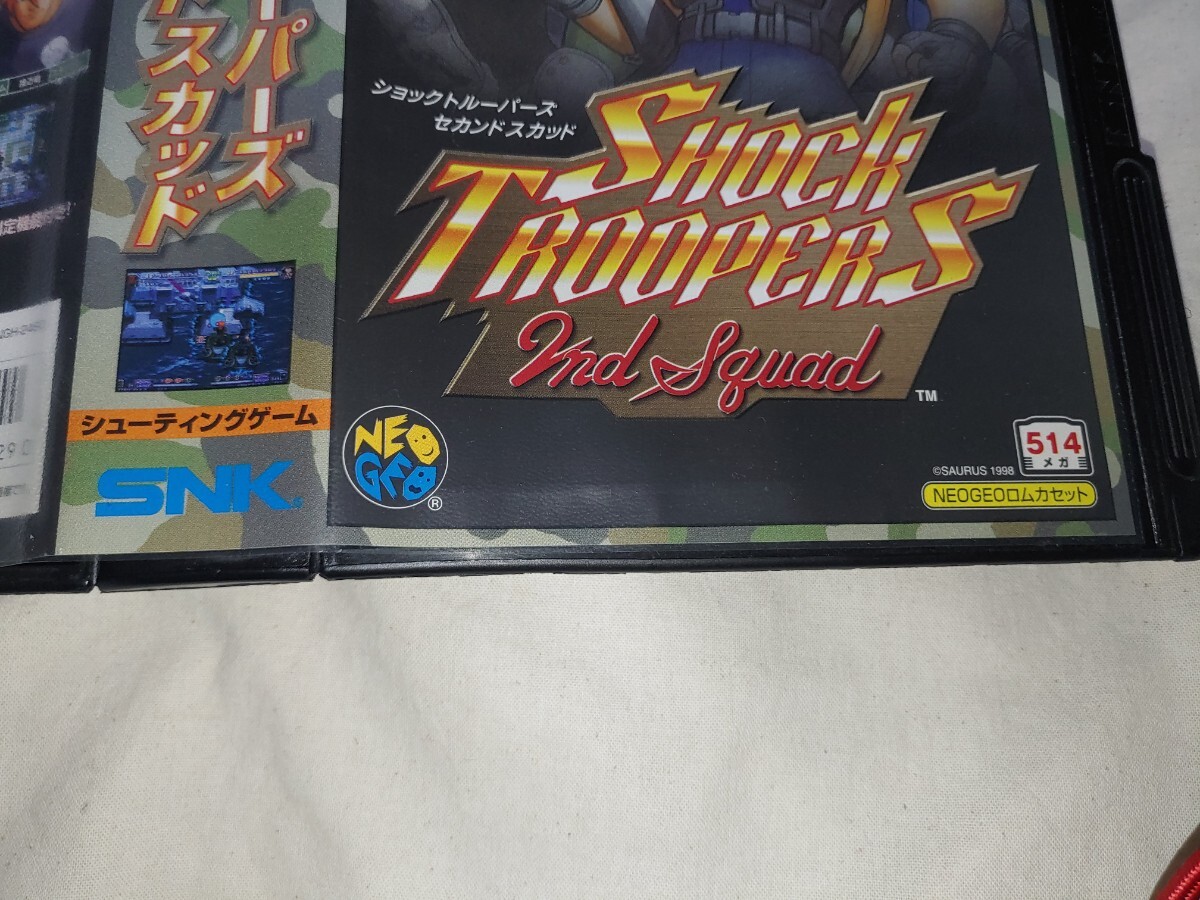 ーパーズ
ドスカッド
シューティングゲーム
SNK
ショックトルーパーズ
セカンドスカッド
SHOCK
TROOPERS
2nd Squad
TM
NEO
GEO
®
514
メガ
©SAURUS 1998
NEOGEOロムカセット